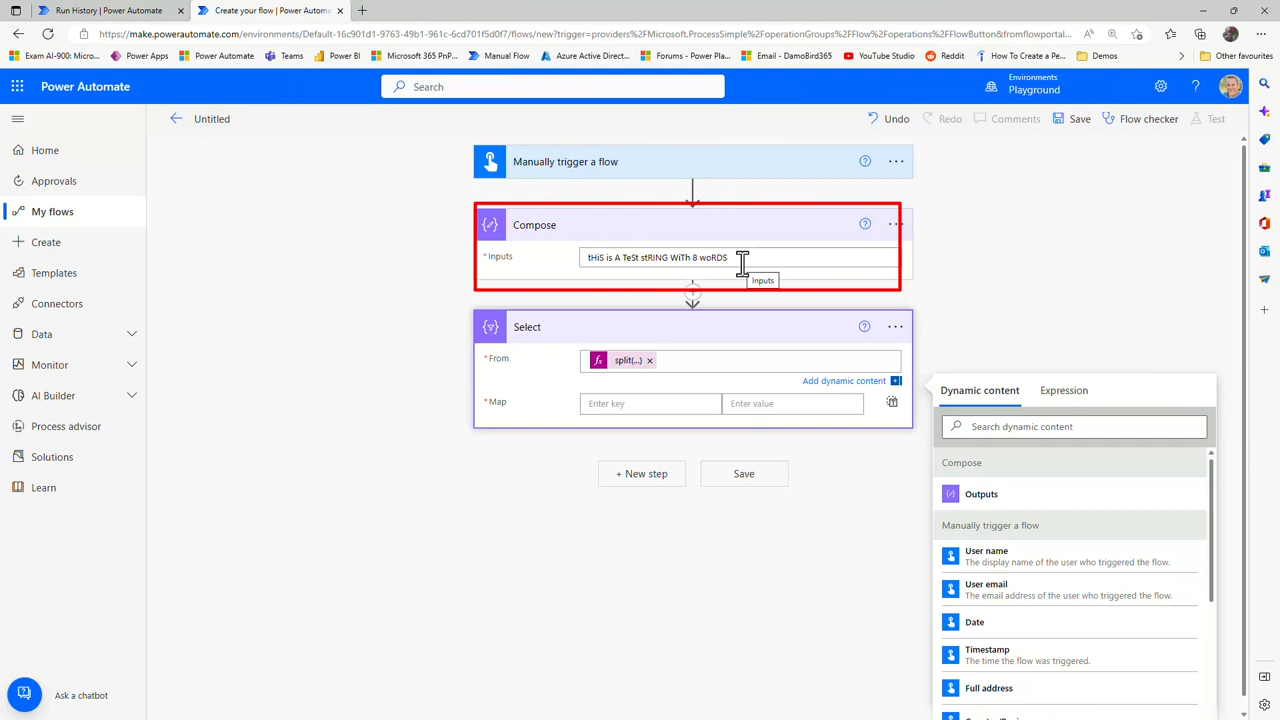 Run History | Power Automate
Create your flow | Power Autom
https://make.powerautomate.com/environments/Default-16c901d1-9763-49b1-961c-6cd701f5d0f7/flows/new?trigger=providers%2FMicrosoft.ProcessSimple%2FoperationGroups%2FFlow%2Foperations%2FFlowButton&fromflowportal...
Exam AI-900: Micro... Power Apps Power Automate Teams Power BI Microsoft 365 PnP... Manual Flow Azure Active Direct... Forums - Power Pla... Email - DamoBird365 YouTube Studio Reddit How To Create a Pe... Demos Other favourites
Power Automate
Search
Environments
Playground
Untitled
Undo Redo Comments Save Flow checker Test
Home
Approvals
My flows
Create
Templates
Connectors
Data
Monitor
AI Builder
Process advisor
Solutions
Learn
Ask a chatbot
Manually trigger a flow
Compose
* Inputs
tHiS is A TeSt stRING WiTh 8 woRDS
Inputs
Select
* From
fx split(...) ×
Add dynamic content
* Map
Enter key
Enter value
+ New step
Save
Dynamic content
Expression
Search dynamic content
Compose
Outputs
Manually trigger a flow
User name
The display name of the user who triggered the flow.
User email
The email address of the user who triggered the flow.
Date
Timestamp
The time the flow was triggered.
Full address